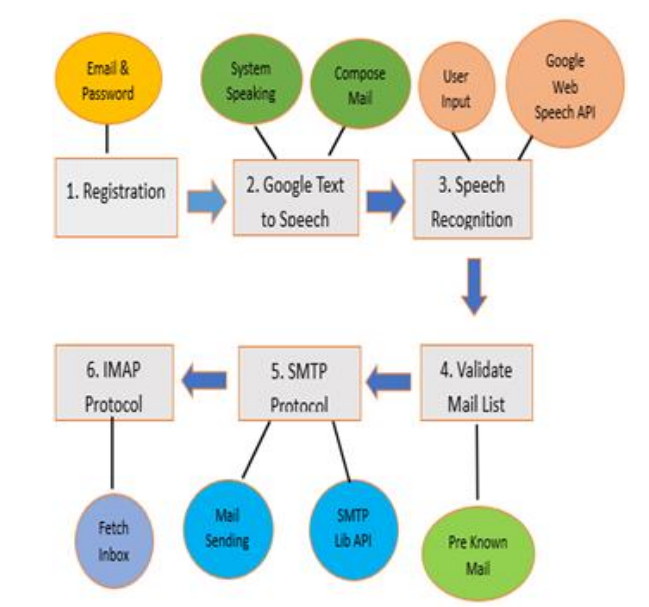 Email &
Password
System
Speaking
Compose
Mail
User
Input
Google
Web
Speech API
1. Registration
2. Google Text
to Speech
3. Speech
Recognition
6. IMAP
Protocol
5. SMTP
Protocol
4. Validate
Mail List
Fetch
Inbox
Mail
Sending
SMTP
Lib API
Pre Known
Mail